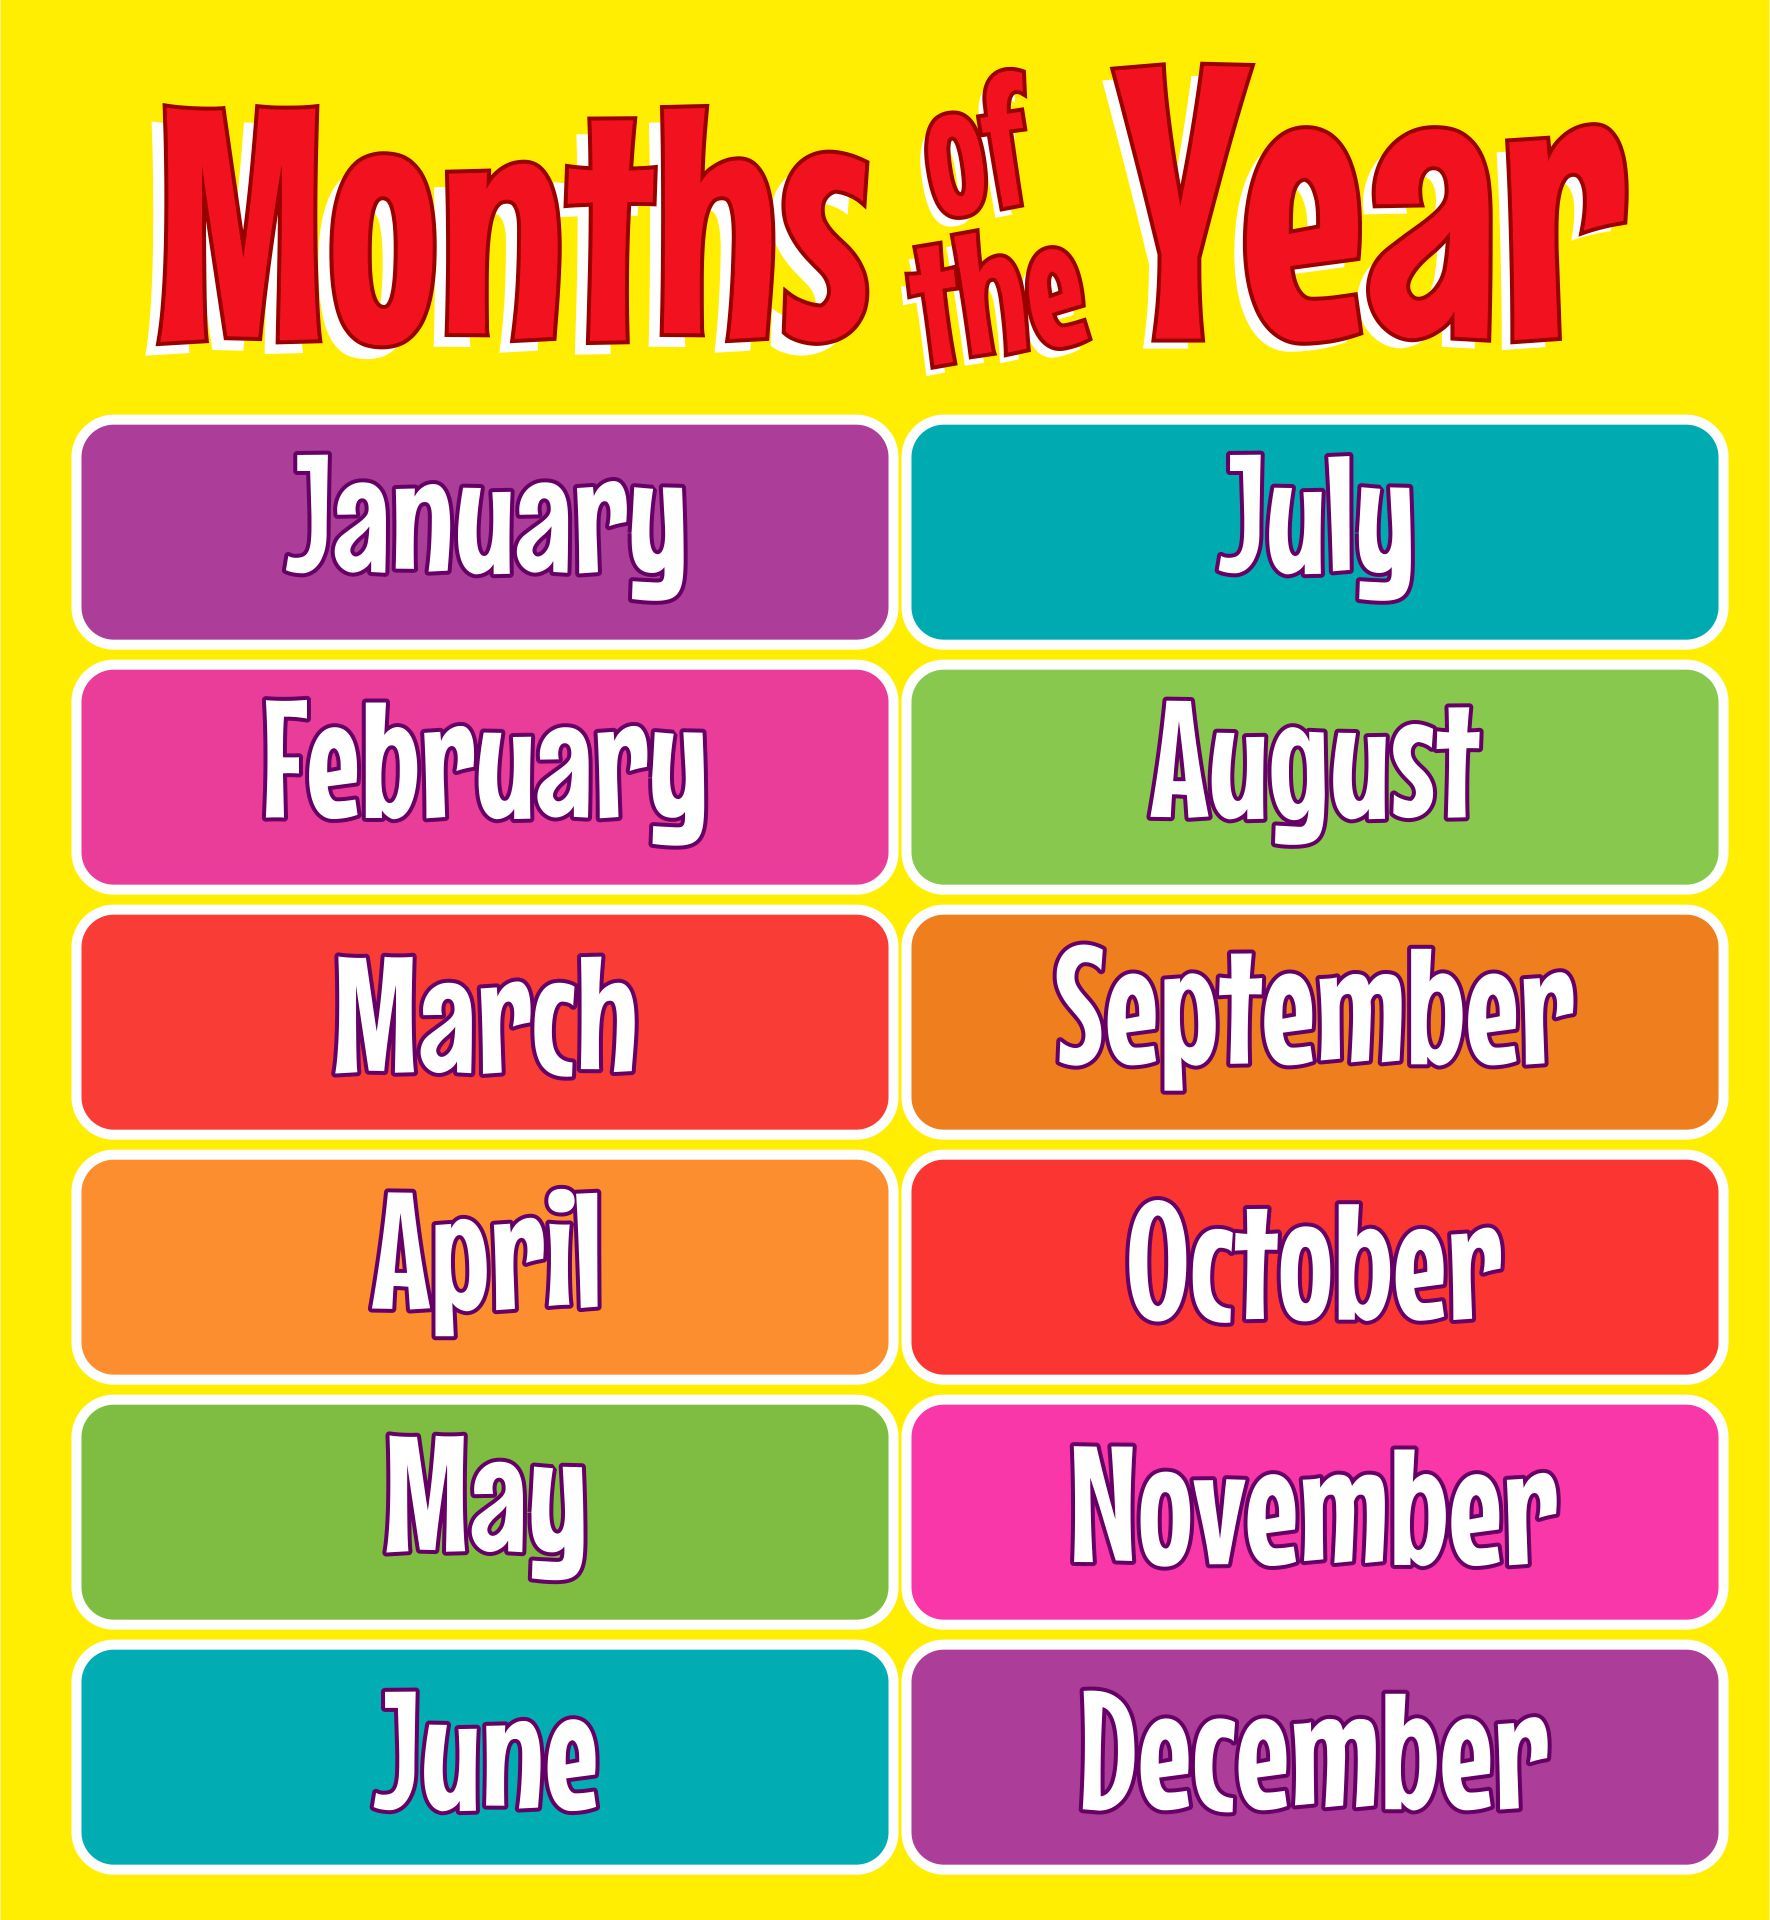 Months of the Year
January
February
March
April
May
June
July
August
September
October
November
December